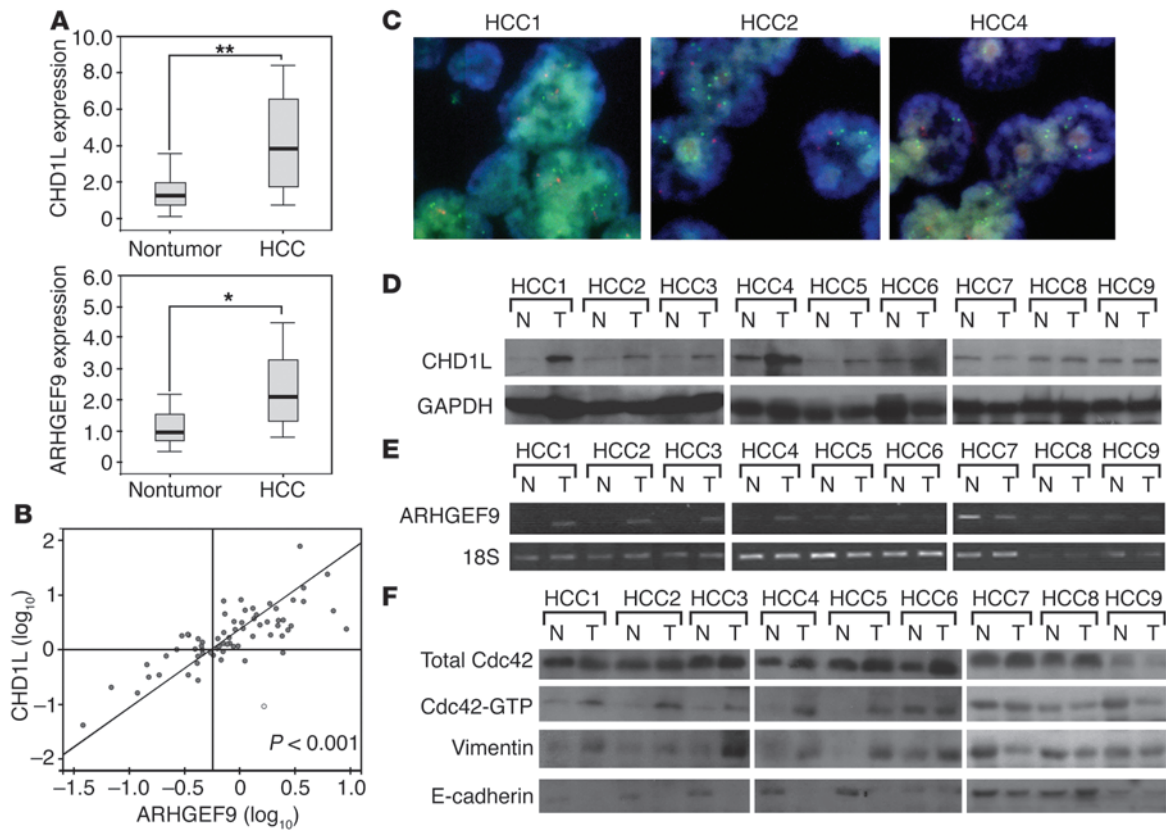 A
CHD1L expression
10.0
8.0
6.0
4.0
2.0
0
**
Nontumor HCC
ARHGEF9 expression
6.0
5.0
4.0
3.0
2.0
1.0
0
*
Nontumor HCC
B
CHD1L (log10)
2
1
0
−1
−2
P < 0.001
−1.5 −1.0 −0.5 0 0.5 1.0
ARHGEF9 (log10)
C
HCC1 HCC2 HCC4
D
HCC1 HCC2 HCC3 HCC4 HCC5 HCC6 HCC7 HCC8 HCC9
N T N T N T N T N T N T N T N T N T
CHD1L
GAPDH
E
HCC1 HCC2 HCC3 HCC4 HCC5 HCC6 HCC7 HCC8 HCC9
N T N T N T N T N T N T N T N T N T
ARHGEF9
18S
F
HCC1 HCC2 HCC3 HCC4 HCC5 HCC6 HCC7 HCC8 HCC9
N T N T N T N T N T N T N T N T N T
Total Cdc42
Cdc42-GTP
Vimentin
E-cadherin